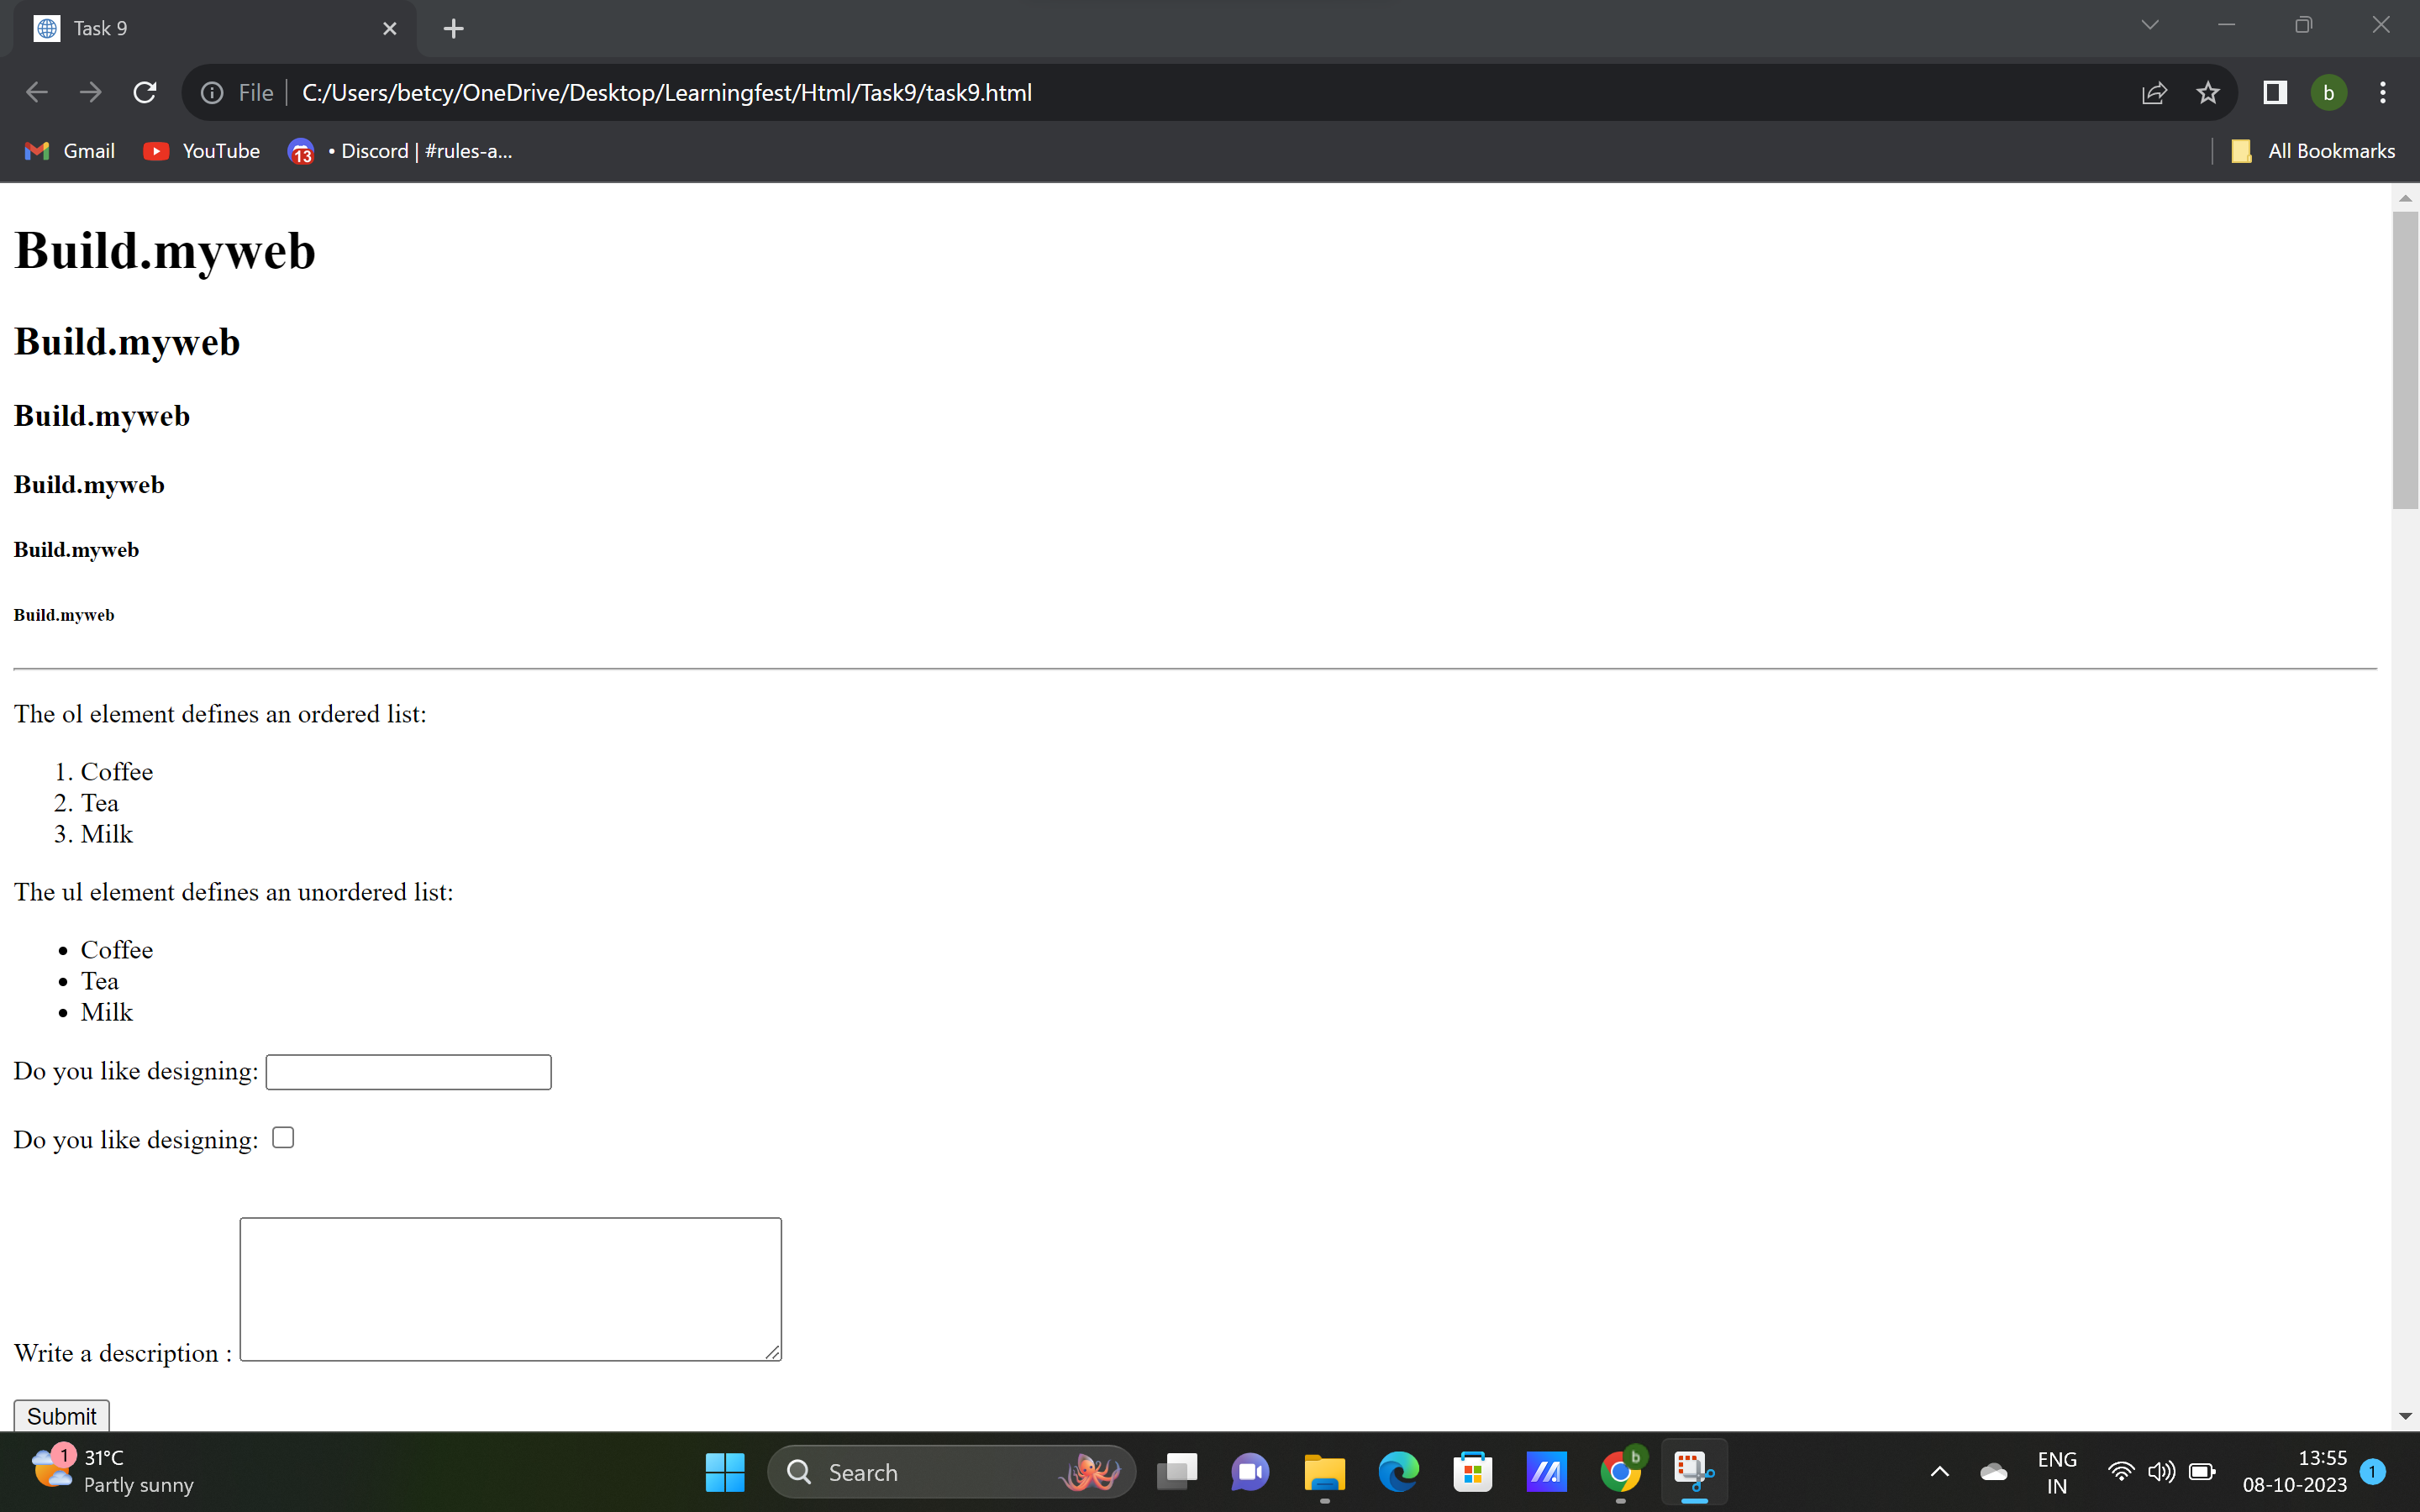 Task 9
File C:/Users/betcy/OneDrive/Desktop/Learningfest/Html/Task9/task9.html
b
Gmail YouTube 13 • Discord | #rules-a... All Bookmarks
Build.myweb
Build.myweb
Build.myweb
Build.myweb
Build.myweb
Build.myweb
The ol element defines an ordered list:
1. Coffee
2. Tea
3. Milk
The ul element defines an unordered list:
• Coffee
• Tea
• Milk
Do you like designing:
Do you like designing:
Write a description :
Submit
1 31°C
Partly sunny
Search
b
ENG
IN
13:55
08-10-2023
1